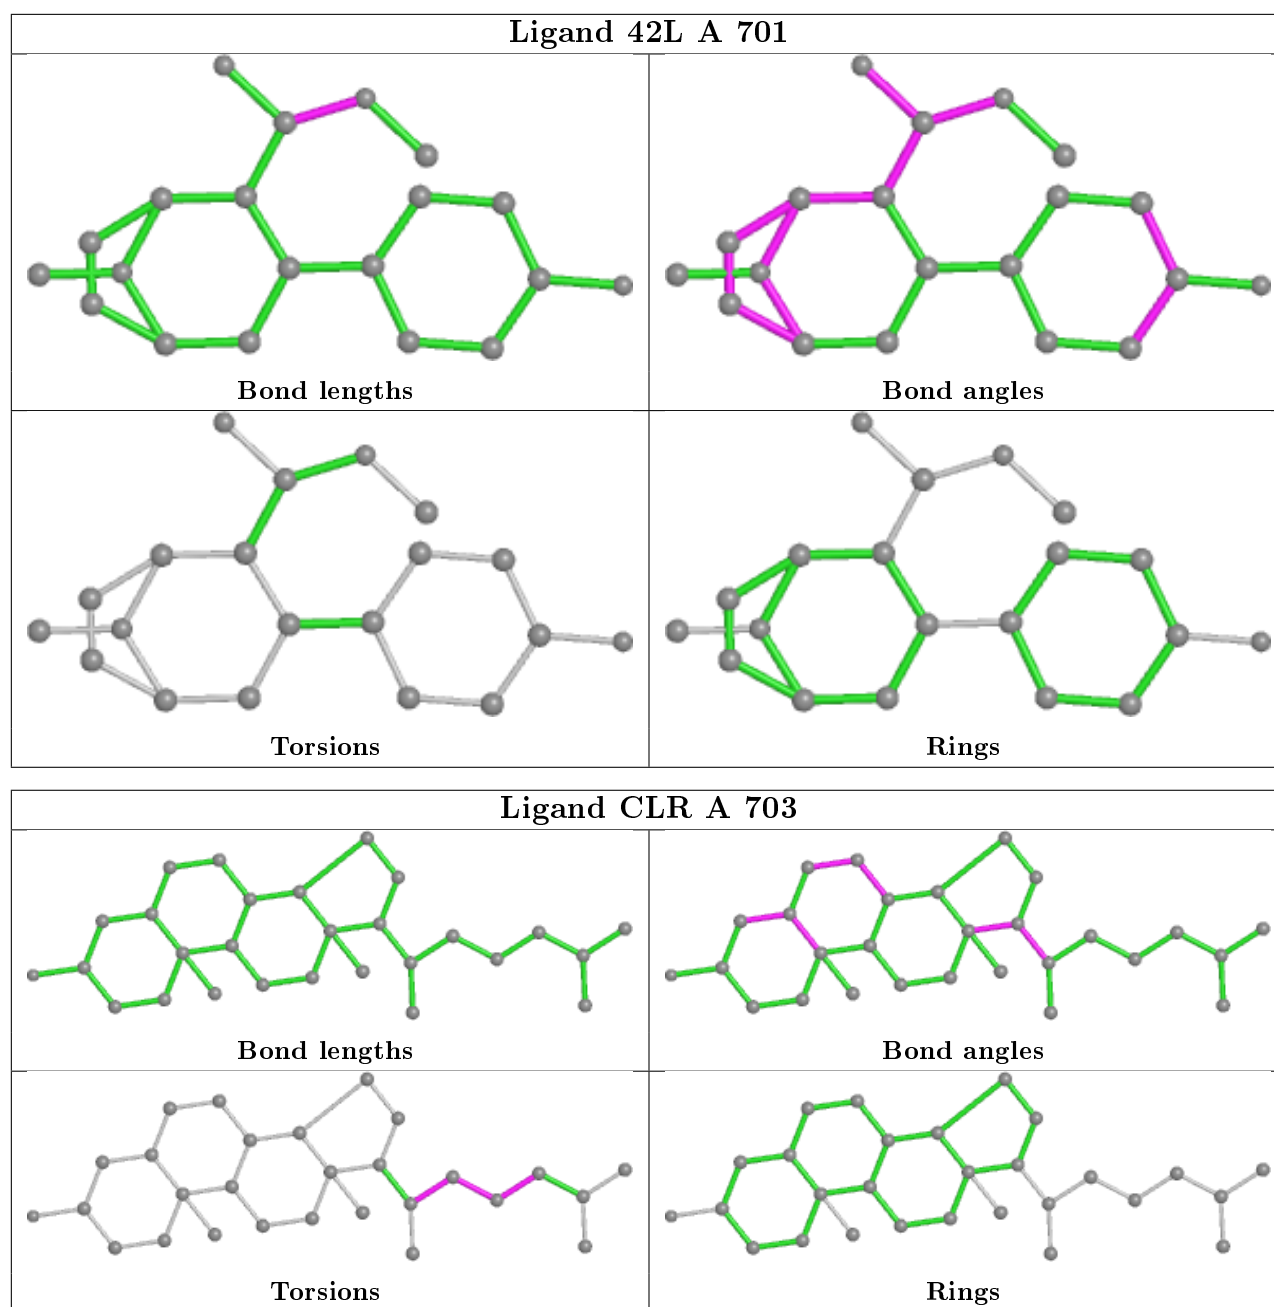 Ligand 42L A 701
Bond lengths
Bond angles
Torsions
Rings
Ligand CLR A 703
Bond lengths
Bond angles
Torsions
Rings